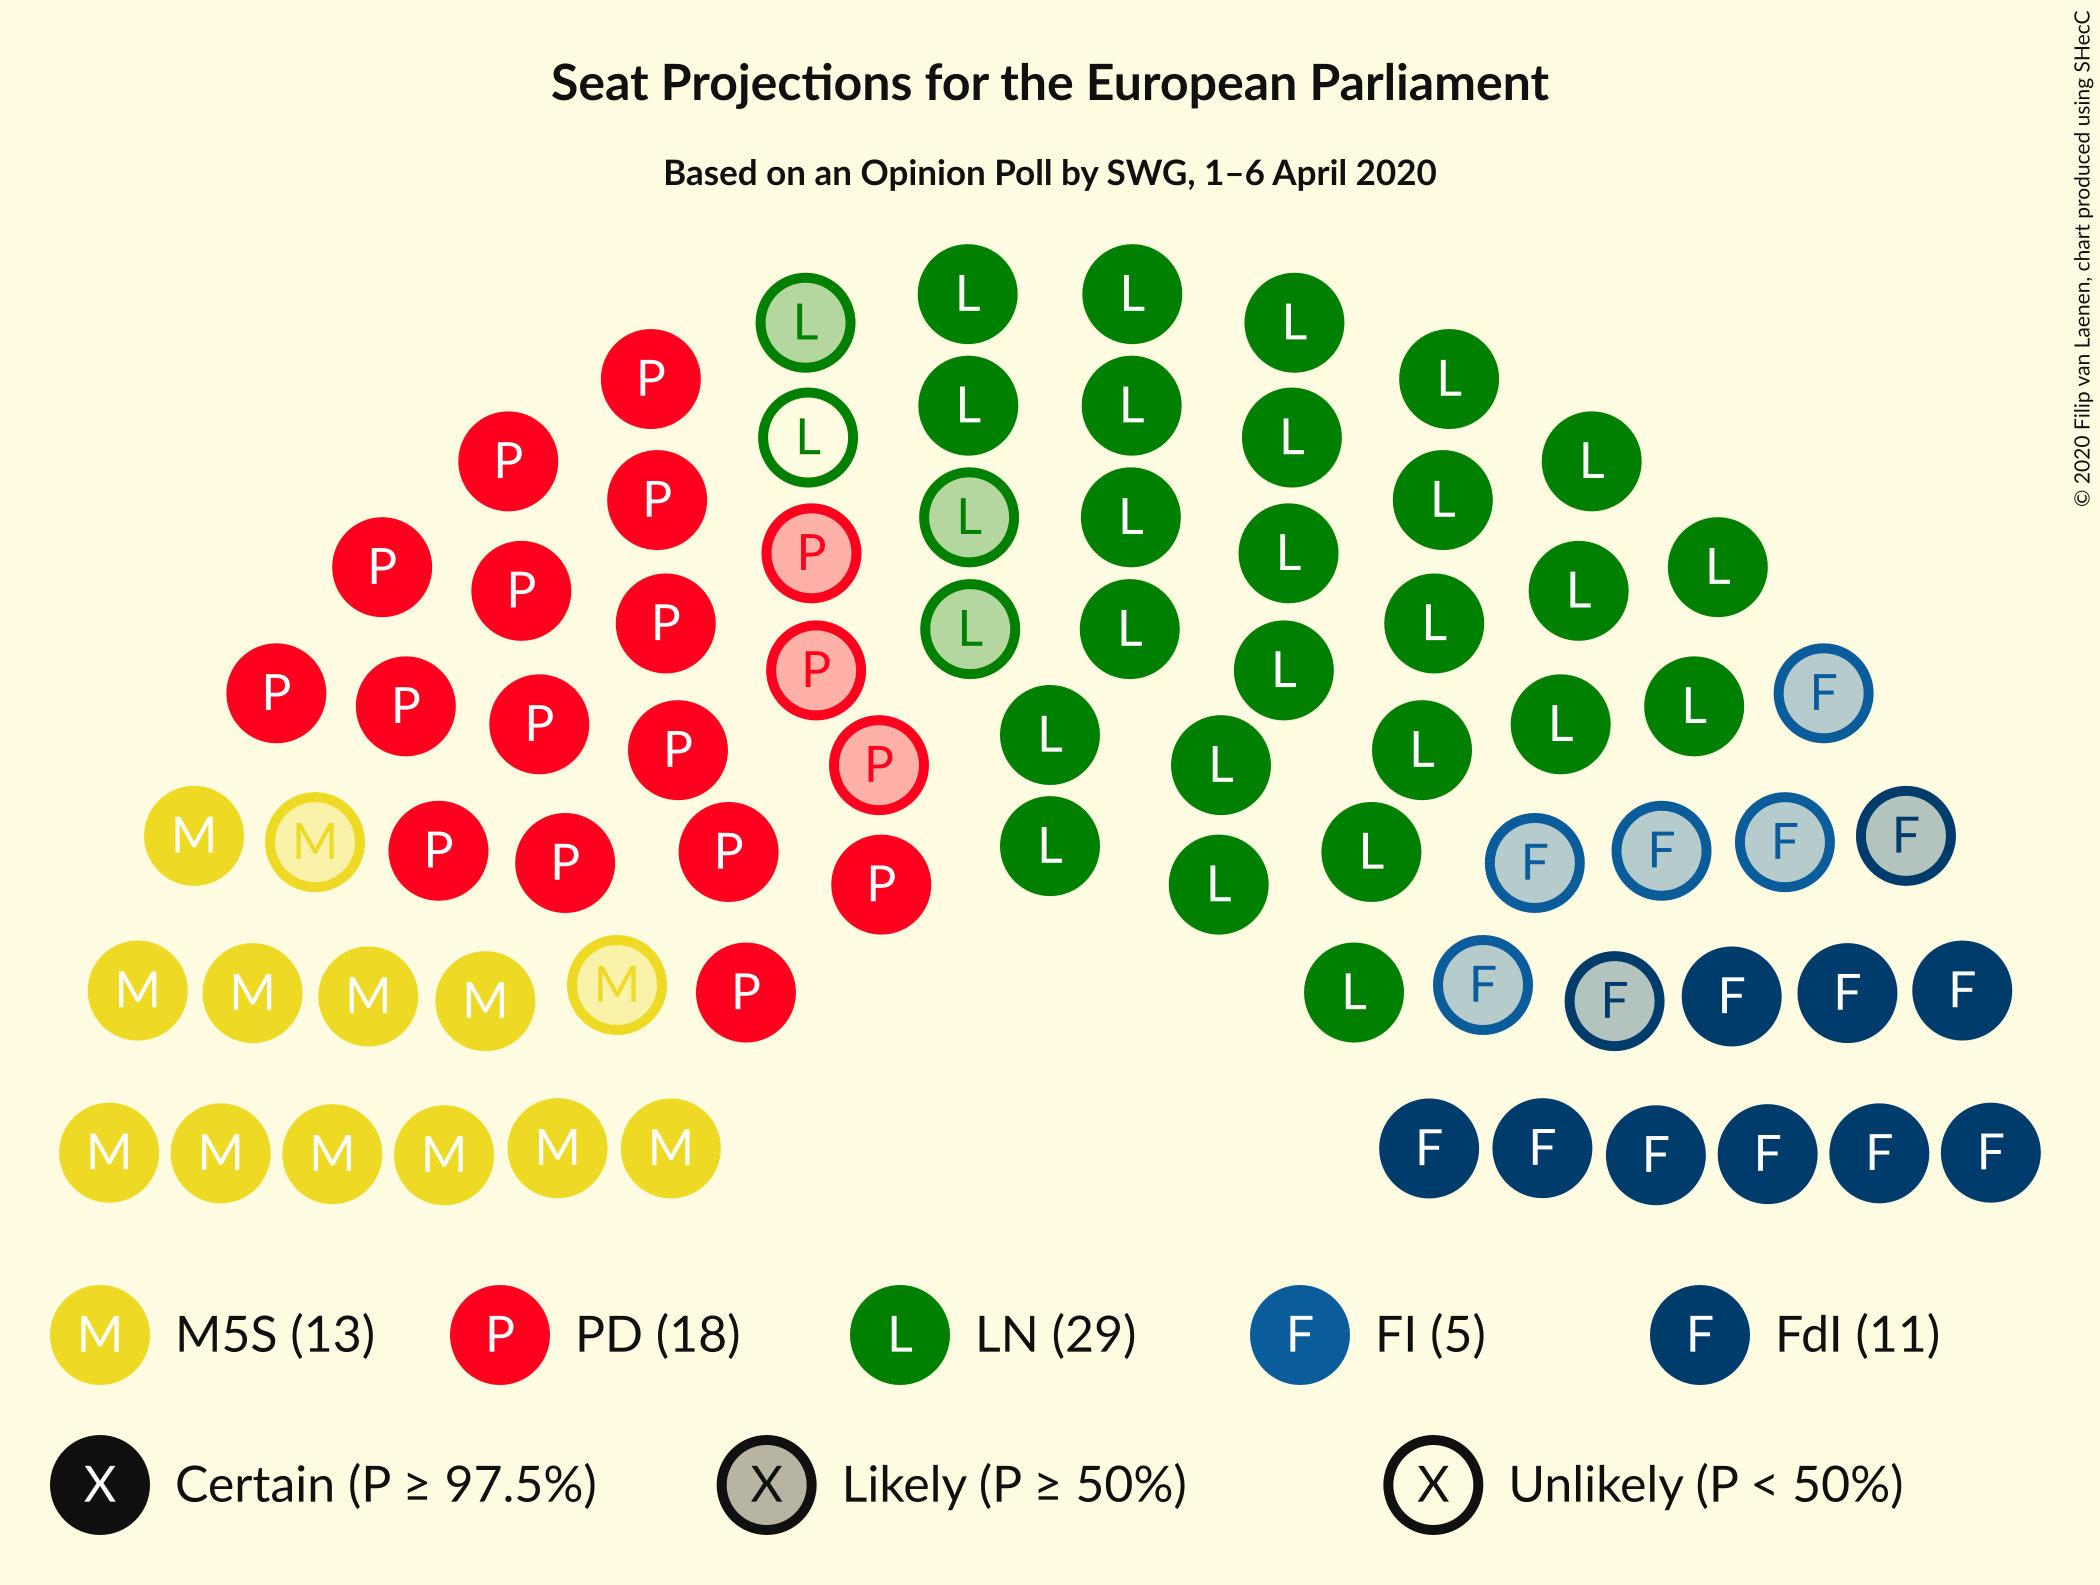 Seat Projections for the European Parliament
Based on an Opinion Poll by SWG, 1–6 April 2020
© 2020 Filip van Laenen, chart produced using SHecC
L L
L L
P P
L L
L L
P L L L L
P P P L L L L L
P P L L
P L L
L L L
P P P P L L L L F
P L L
M M P P P P L L L F F F F
M M M M M P L F F F F F
M M M M M M F F F F F F
M M5S (13) P PD (18) L LN (29) F FI (5) F FdI (11)
X Certain (P ≥ 97.5%) X Likely (P ≥ 50%) X Unlikely (P < 50%)